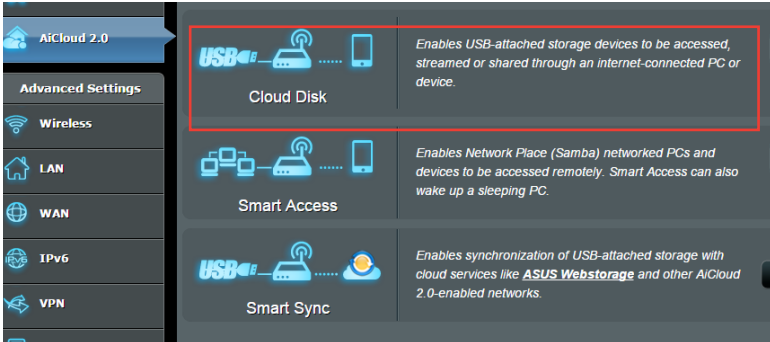 AiCloud 2.0
Advanced Settings
Wireless
LAN
WAN
IPv6
IPv6
VPN
USB
Cloud Disk
Enables USB-attached storage devices to be accessed,
streamed or shared through an internet-connected PC or
device.
Smart Access
Enables Network Place (Samba) networked PCs and
devices to be accessed remotely. Smart Access can also
wake up a sleeping PC.
USB
Smart Sync
Enables synchronization of USB-attached storage with
cloud services like ASUS Webstorage and other AiCloud
2.0-enabled networks.